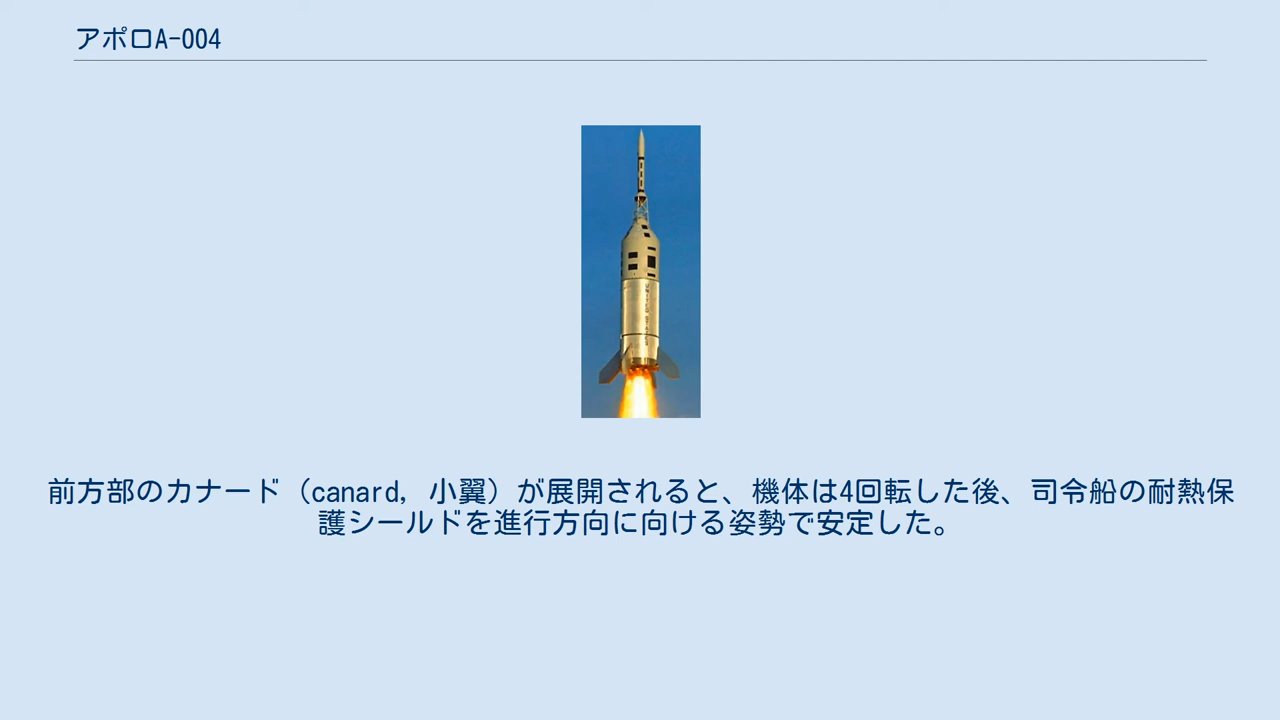 アポロA-004
UNITED STATES
前方部のカナード（canard, 小翼）が展開されると、機体は4回転した後、司令船の耐熱保
護シールドを進行方向に向ける姿勢で安定した。